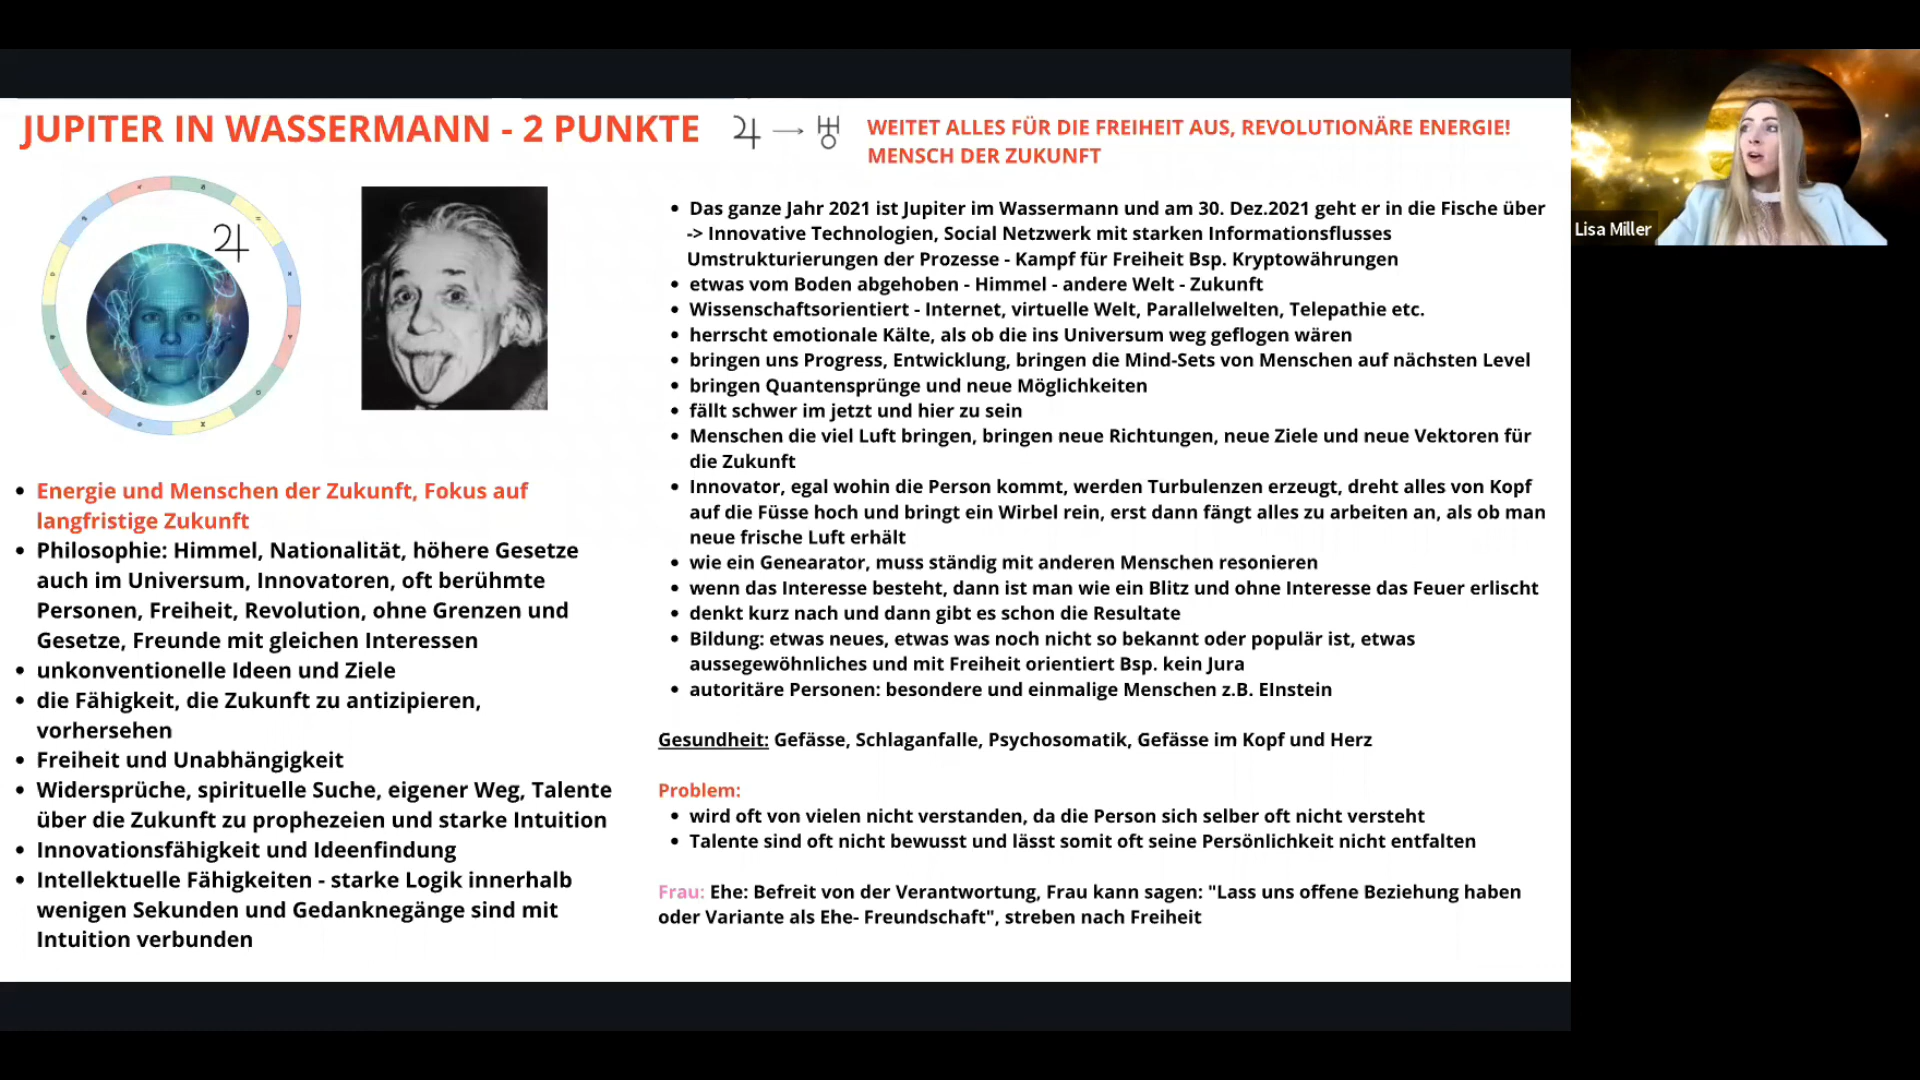 JUPITER IN WASSERMANN - 2 PUNKTE
♃ → ♅
WEITET ALLES FÜR DIE FREIHEIT AUS, REVOLUTIONÄRE ENERGIE!
MENSCH DER ZUKUNFT
♃
• Energie und Menschen der Zukunft, Fokus auf
langfristige Zukunft
• Philosophie: Himmel, Nationalität, höhere Gesetze
auch im Universum, Innovatoren, oft berühmte
Personen, Freiheit, Revolution, ohne Grenzen und
Gesetze, Freunde mit gleichen Interessen
• unkonventionelle Ideen und Ziele
• die Fähigkeit, die Zukunft zu antizipieren,
vorhersehen
• Freiheit und Unabhängigkeit
• Widersprüche, spirituelle Suche, eigener Weg, Talente
über die Zukunft zu prophezeien und starke Intuition
• Innovationsfähigkeit und Ideenfindung
• Intellektuelle Fähigkeiten - starke Logik innerhalb
wenigen Sekunden und Gedanknegänge sind mit
Intuition verbunden
• Das ganze Jahr 2021 ist Jupiter im Wassermann und am 30. Dez.2021 geht er in die Fische über
-> Innovative Technologien, Social Netzwerk mit starken Informationsflusses
Umstrukturierungen der Prozesse - Kampf für Freiheit Bsp. Kryptowährungen
• etwas vom Boden abgehoben - Himmel - andere Welt - Zukunft
• Wissenschaftsorientiert - Internet, virtuelle Welt, Parallelwelten, Telepathie etc.
• herrscht emotionale Kälte, als ob die ins Universum weg geflogen wären
• bringen uns Progress, Entwicklung, bringen die Mind-Sets von Menschen auf nächsten Level
• bringen Quantensprünge und neue Möglichkeiten
• fällt schwer im jetzt und hier zu sein
• Menschen die viel Luft bringen, bringen neue Richtungen, neue Ziele und neue Vektoren für
die Zukunft
• Innovator, egal wohin die Person kommt, werden Turbulenzen erzeugt, dreht alles von Kopf
auf die Füsse hoch und bringt ein Wirbel rein, erst dann fängt alles zu arbeiten an, als ob man
neue frische Luft erhält
• wie ein Genearator, muss ständig mit anderen Menschen resonieren
• wenn das Interesse besteht, dann ist man wie ein Blitz und ohne Interesse das Feuer erlischt
• denkt kurz nach und dann gibt es schon die Resultate
• Bildung: etwas neues, etwas was noch nicht so bekannt oder populär ist, etwas
aussegewöhnliches und mit Freiheit orientiert Bsp. kein Jura
• autoritäre Personen: besondere und einmalige Menschen z.B. EInstein
Gesundheit: Gefässe, Schlaganfalle, Psychosomatik, Gefässe im Kopf und Herz
Problem:
• wird oft von vielen nicht verstanden, da die Person sich selber oft nicht versteht
• Talente sind oft nicht bewusst und lässt somit oft seine Persönlichkeit nicht entfalten
Frau: Ehe: Befreit von der Verantwortung, Frau kann sagen: "Lass uns offene Beziehung haben
oder Variante als Ehe- Freundschaft", streben nach Freiheit
Lisa Miller